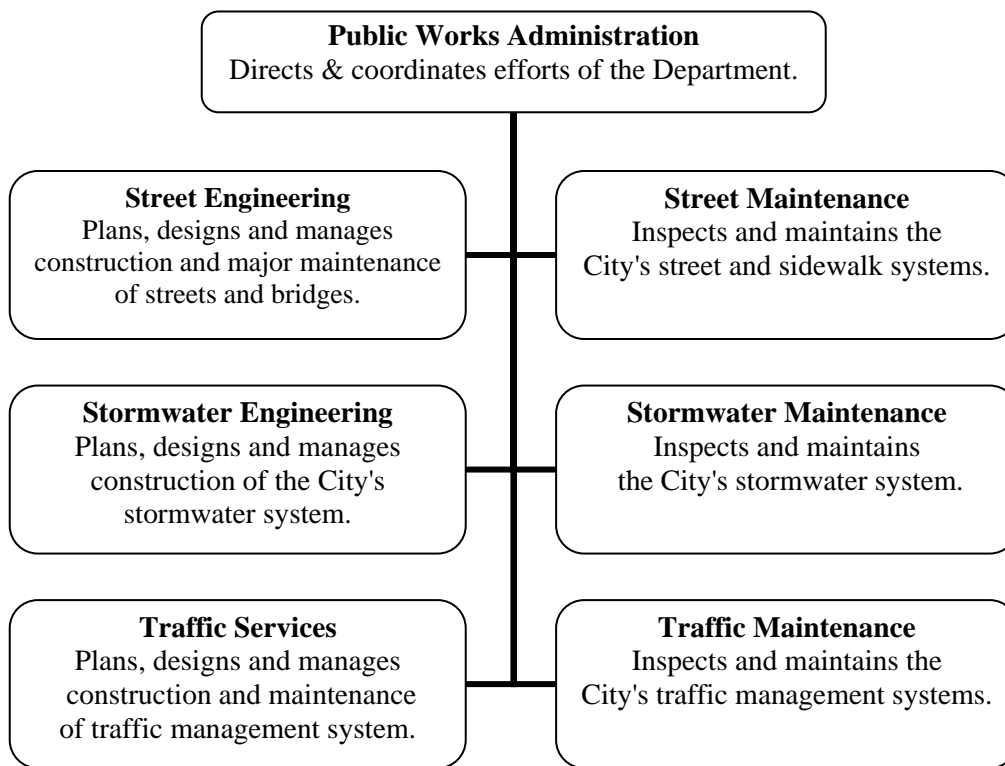 Public Works Administration
Directs & coordinates efforts of the Department.
Street Engineering
Plans, designs and manages
construction and major maintenance
of streets and bridges.
Street Maintenance
Inspects and maintains the
City's street and sidewalk systems.
Stormwater Engineering
Plans, designs and manages
construction of the City's
stormwater system.
Stormwater Maintenance
Inspects and maintains
the City's stormwater system.
Traffic Services
Plans, designs and manages
construction and maintenance
of traffic management system.
Traffic Maintenance
Inspects and maintains the
City's traffic management systems.